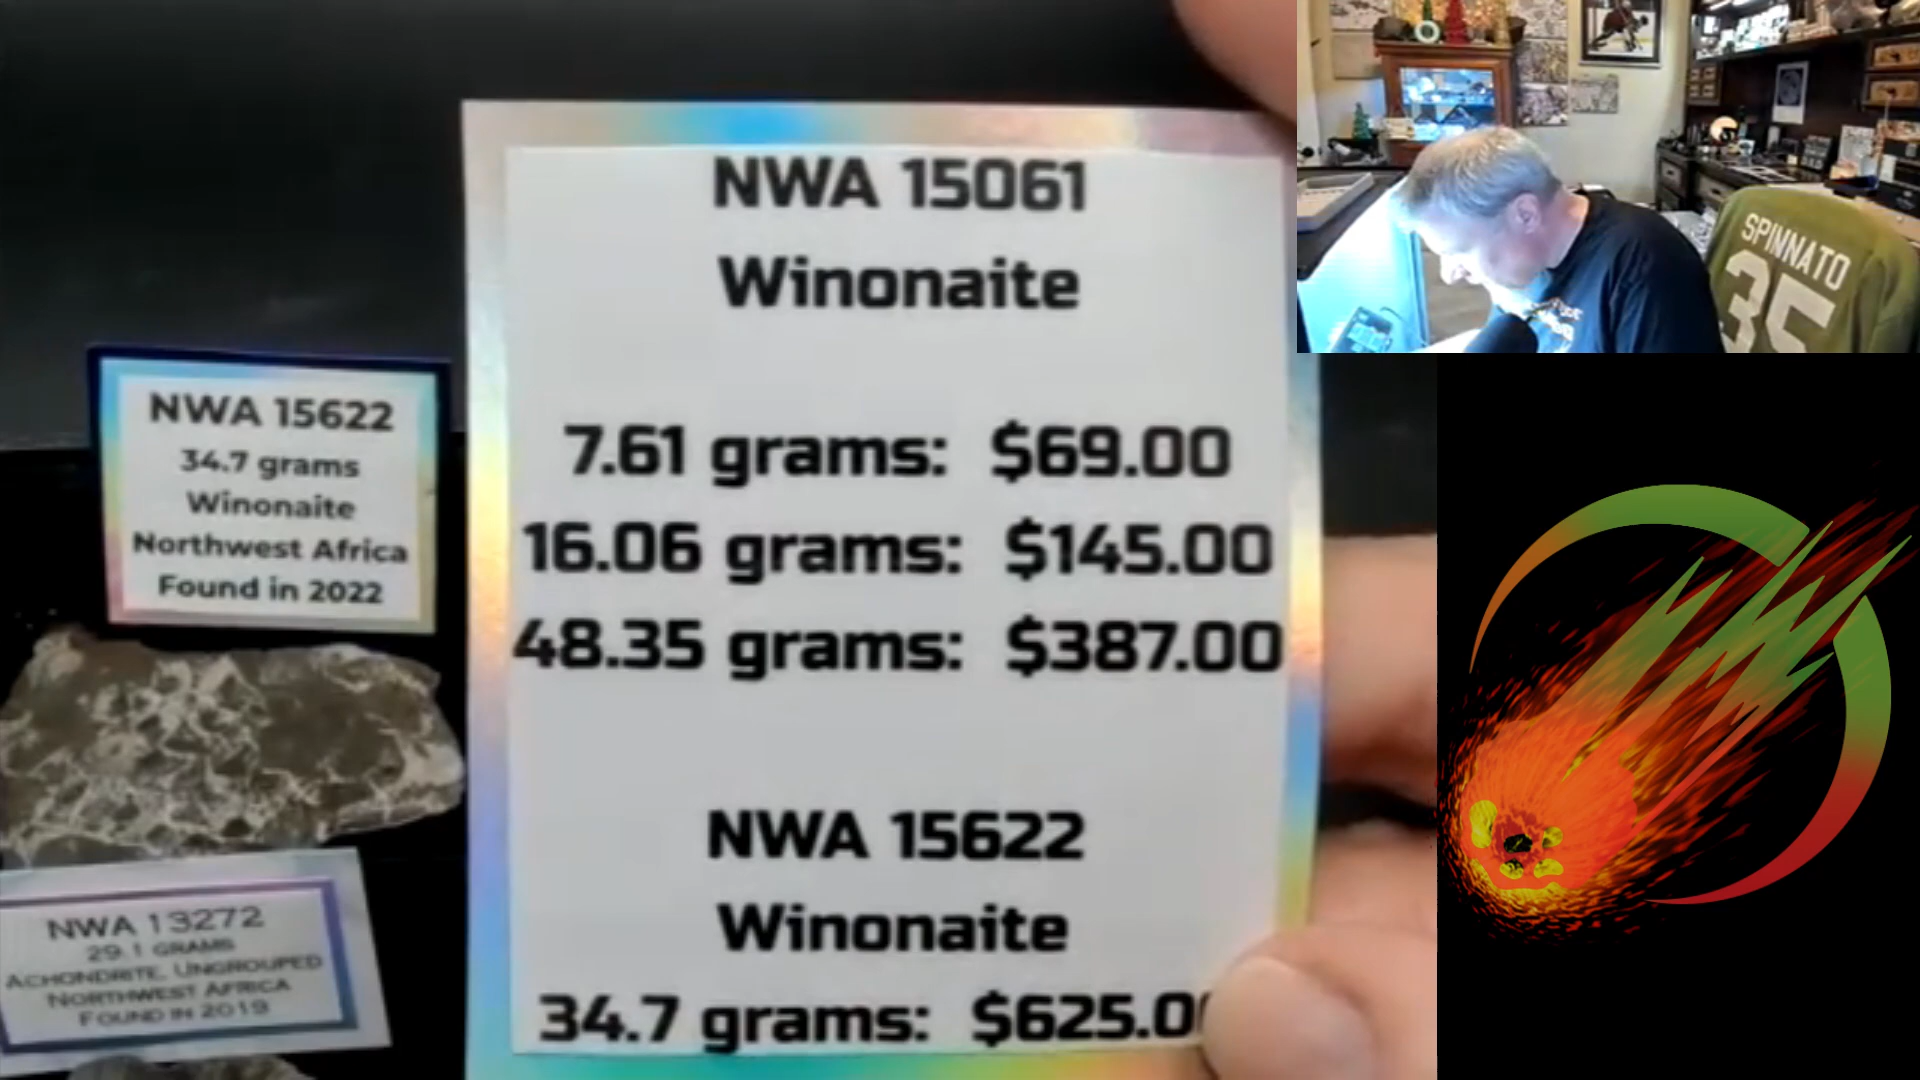 NWA 15061
Winonaite
7.61 grams: $69.00
16.06 grams: $145.00
48.35 grams: $387.00
NWA 15622
Winonaite
34.7 grams: $625.0
NWA 15622
34.7 grams
Winonaite
Northwest Africa
Found in 2022
NWA 13272
29.1 GRAMS
ACHONDRITE, UNGROUPED
NORTHWEST AFRICA
FOUND IN 2019
SPINNATO
35